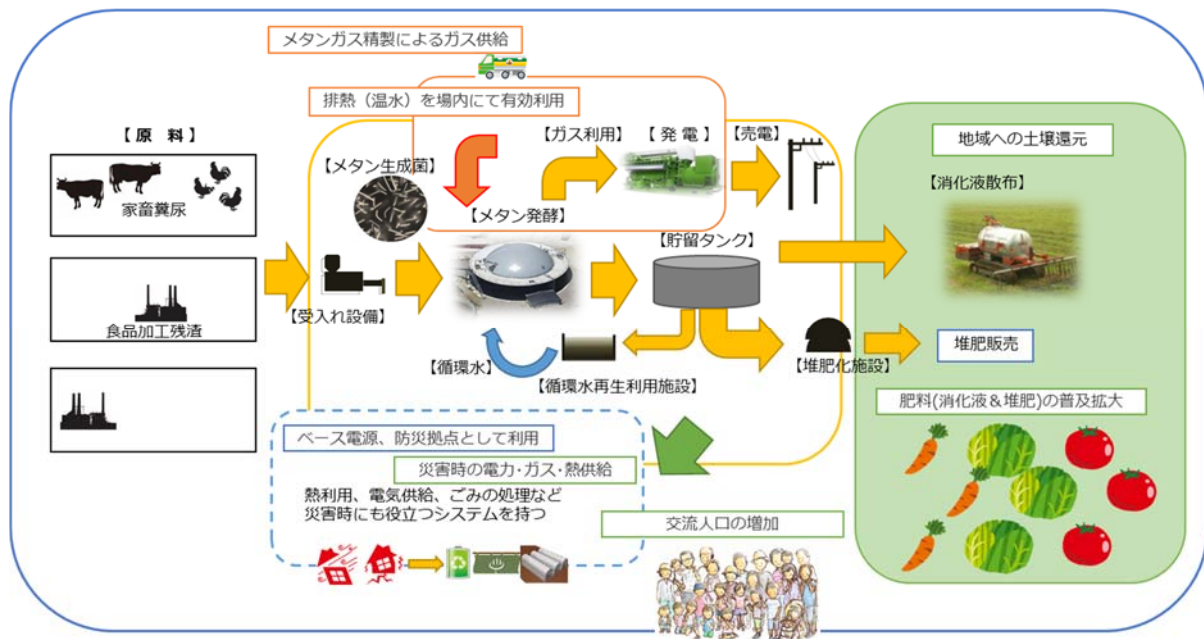 メタンガス精製によるガス供給
排熱（温水）を場内にて有効利用
【 原 料 】
家畜糞尿
食品加工残渣
【メタン生成菌】
【ガス利用】
【 発 電 】
【売電】
【メタン発酵】
【受入れ設備】
【貯留タンク】
【循環水】
【循環水再生利用施設】
【堆肥化施設】
地域への土壌還元
【消化液散布】
堆肥販売
肥料(消化液＆堆肥)の普及拡大
ベース電源、防災拠点として利用
災害時の電力・ガス・熱供給
熱利用、電気供給、ごみの処理など
災害時にも役立つシステムを持つ
交流人口の増加